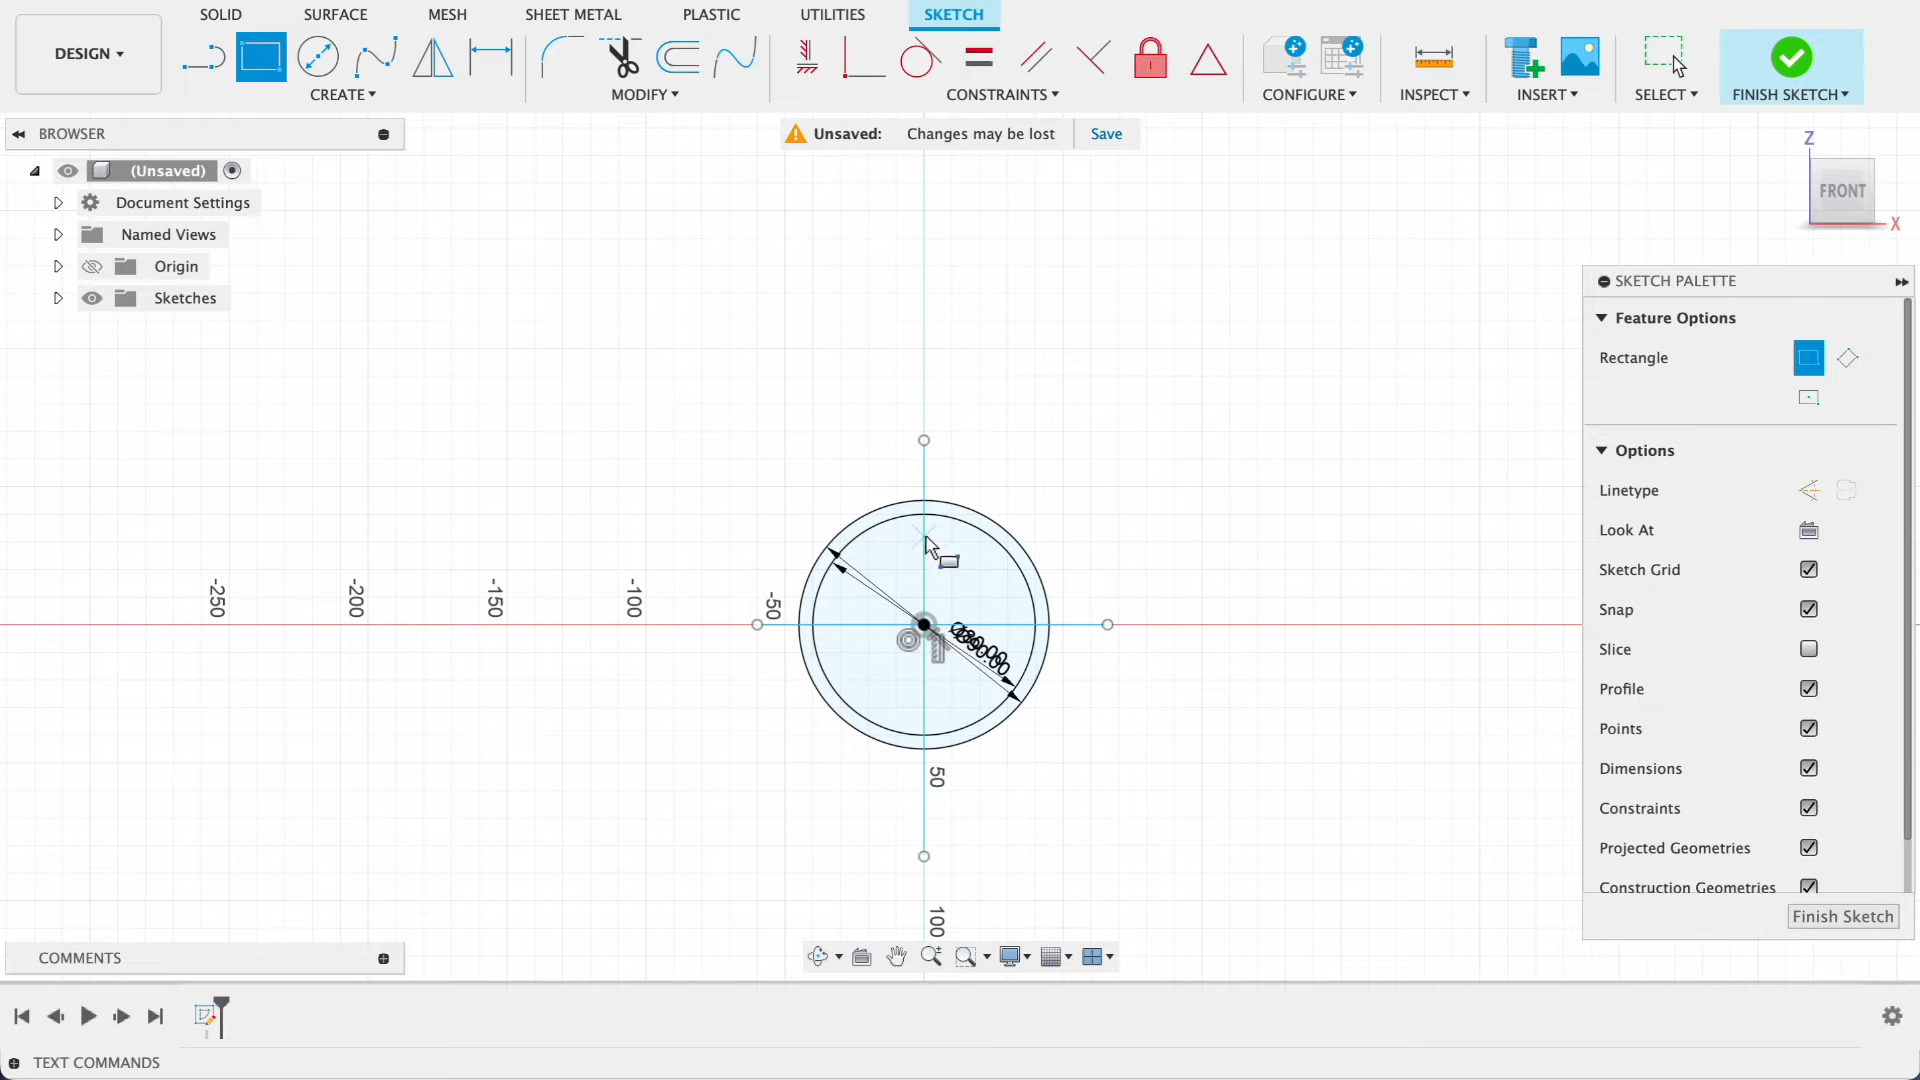 SOLID SURFACE MESH SHEET METAL PLASTIC UTILITIES SKETCH
DESIGN
CREATE MODIFY CONSTRAINTS CONFIGURE INSPECT INSERT SELECT FINISH SKETCH
BROWSER
Unsaved: Changes may be lost Save
(Unsaved)
Document Settings
Named Views
Origin
Sketches
Z
FRONT
X
SKETCH PALETTE
Feature Options
Rectangle
Options
Linetype
Look At
Sketch Grid
Snap
Slice
Profile
Points
Dimensions
Constraints
Projected Geometries
Construction Geometries
Finish Sketch
-250
-200
-150
-100
-50
50
100
COMMENTS
TEXT COMMANDS